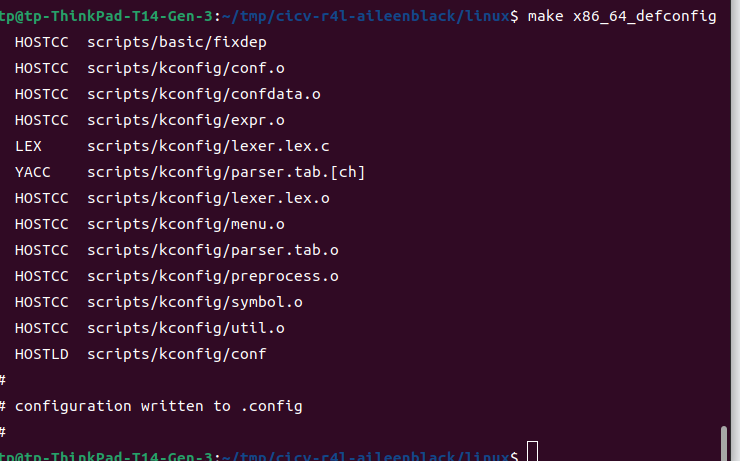 tp@tp-ThinkPad-T14-Gen-3:~/tmp/cicv-r4l-aileenblack/linux$ make x86_64_defconfig
HOSTCC scripts/basic/fixdep
HOSTCC scripts/kconfig/conf.o
HOSTCC scripts/kconfig/confdata.o
HOSTCC scripts/kconfig/expr.o
LEX scripts/kconfig/lexer.lex.c
YACC scripts/kconfig/parser.tab.[ch]
HOSTCC scripts/kconfig/lexer.lex.o
HOSTCC scripts/kconfig/menu.o
HOSTCC scripts/kconfig/parser.tab.o
HOSTCC scripts/kconfig/preprocess.o
HOSTCC scripts/kconfig/symbol.o
HOSTCC scripts/kconfig/util.o
HOSTLD scripts/kconfig/conf
#
# configuration written to .config
#
tp@tp-ThinkPad-T14-Gen-3:~/tmp/cicv-r4l-aileenblack/linux$